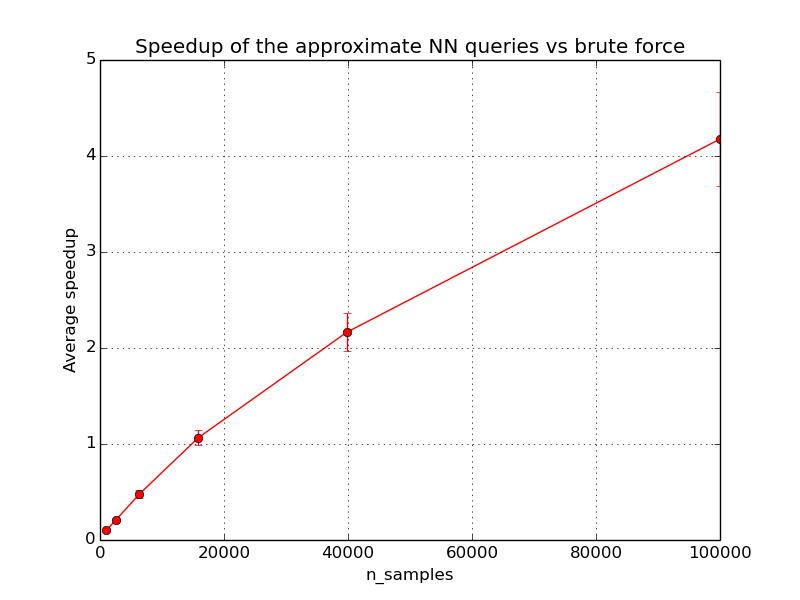 Speedup of the approximate NN queries vs brute force
5
4
3
2
1
0
Average speedup
0 20000 40000 60000 80000 100000
n_samples